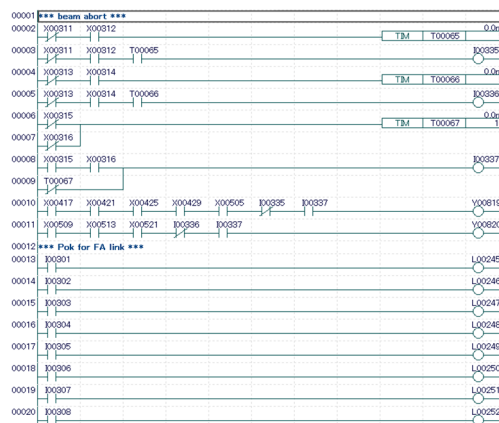 00001 *** beam abort ***
00002 X00311 X00312 TIM T00065
00003 X00311 X00312 T00065 I00335
00004 X00313 X00314 TIM T00066
00005 X00313 X00314 T00066 I00336
00006 X00315 TIM T00067 1
00007 X00316
00008 X00315 X00316 I00337
00009 T00067
00010 X00417 X00421 X00425 X00429 X00505 I00335 I00337 Y00819
00011 X00509 X00513 X00521 I00336 I00337 Y00820
00012 *** Pok for FA link ***
00013 I00301 L00245
00014 I00302 L00246
00015 I00303 L00247
00016 I00304 L00248
00017 I00305 L00249
00018 I00306 L00250
00019 I00307 L00251
00020 I00308 L00252